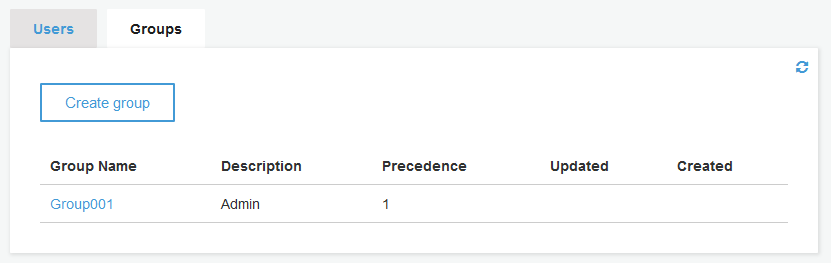 Users Groups
Create group
Group Name Description Precedence Updated Created
Group001 Admin 1